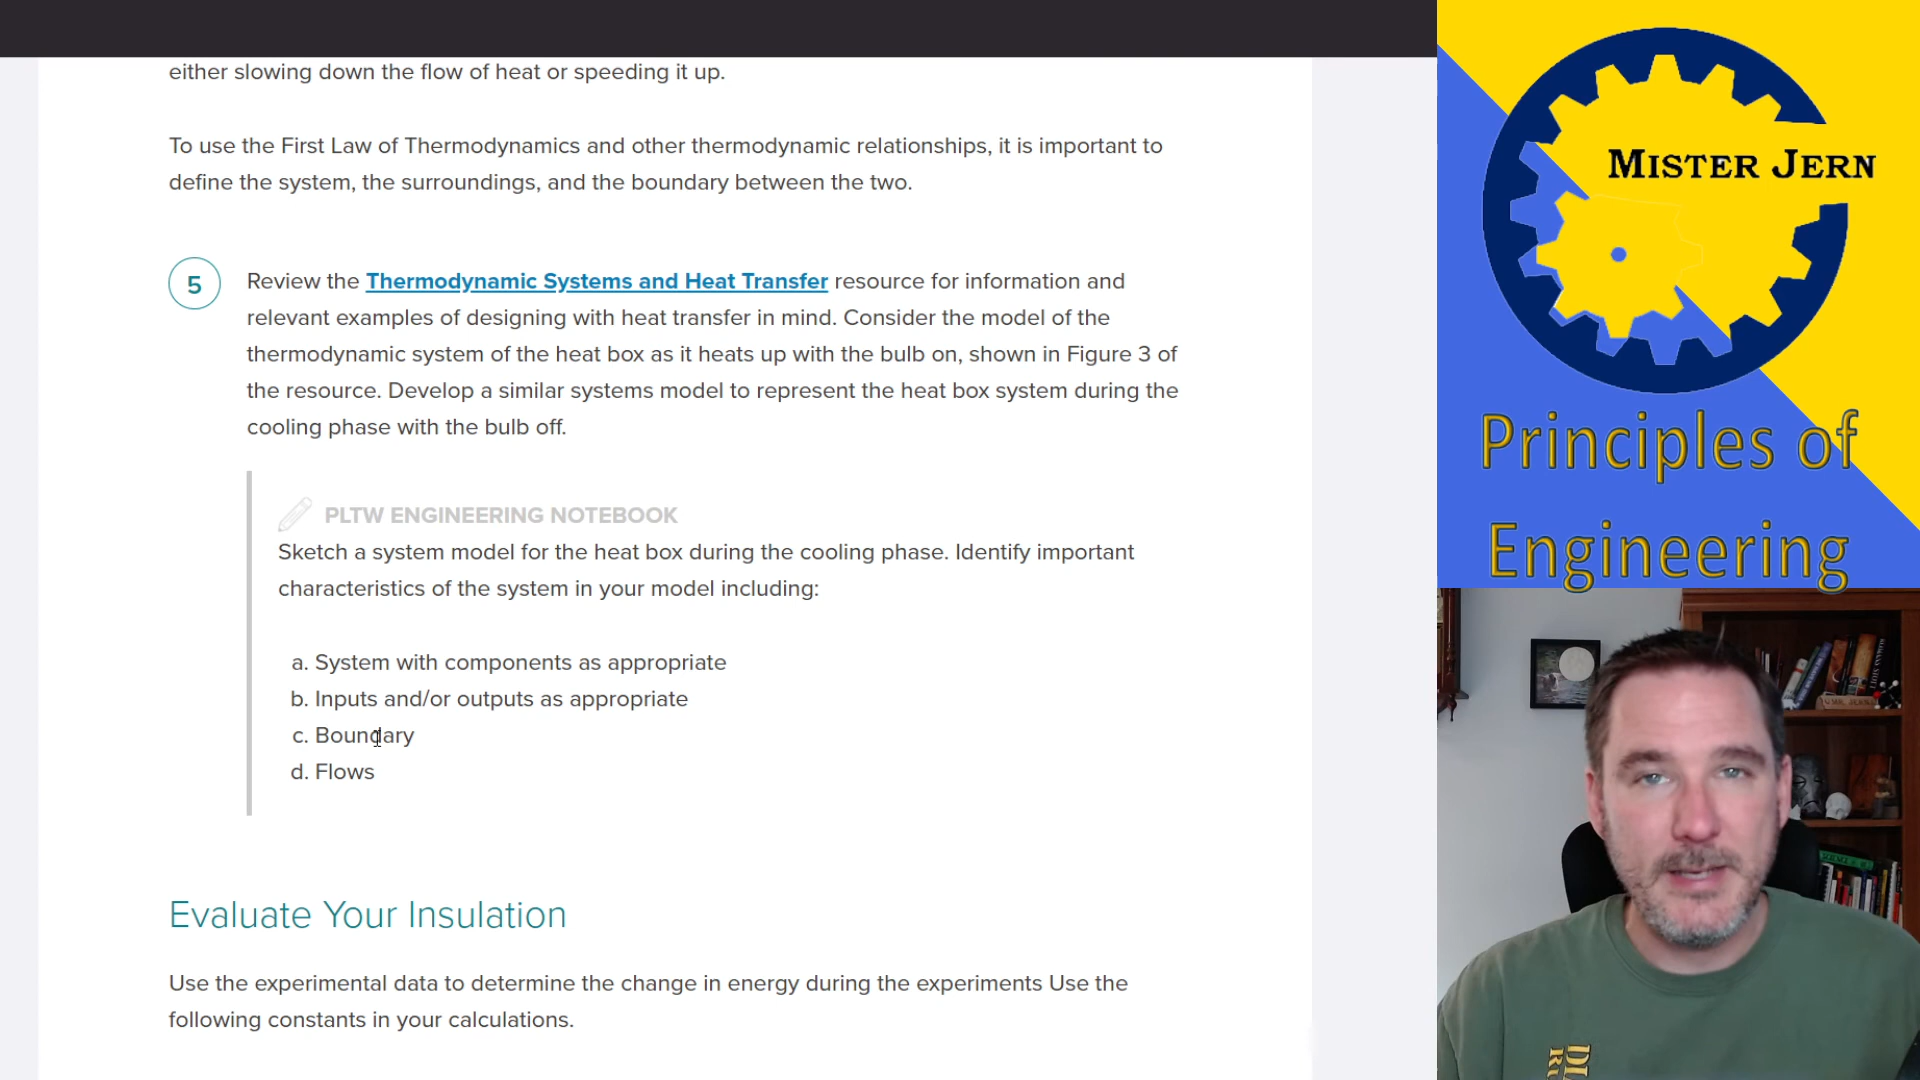 either slowing down the flow of heat or speeding it up.
To use the First Law of Thermodynamics and other thermodynamic relationships, it is important to
define the system, the surroundings, and the boundary between the two.
5
Review the Thermodynamic Systems and Heat Transfer resource for information and
relevant examples of designing with heat transfer in mind. Consider the model of the
thermodynamic system of the heat box as it heats up with the bulb on, shown in Figure 3 of
the resource. Develop a similar systems model to represent the heat box system during the
cooling phase with the bulb off.
PLTW ENGINEERING NOTEBOOK
Sketch a system model for the heat box during the cooling phase. Identify important
characteristics of the system in your model including:
a. System with components as appropriate
b. Inputs and/or outputs as appropriate
c. Boundary
d. Flows
Evaluate Your Insulation
Use the experimental data to determine the change in energy during the experiments Use the
following constants in your calculations.
MISTER JERN
Principles of
Engineering